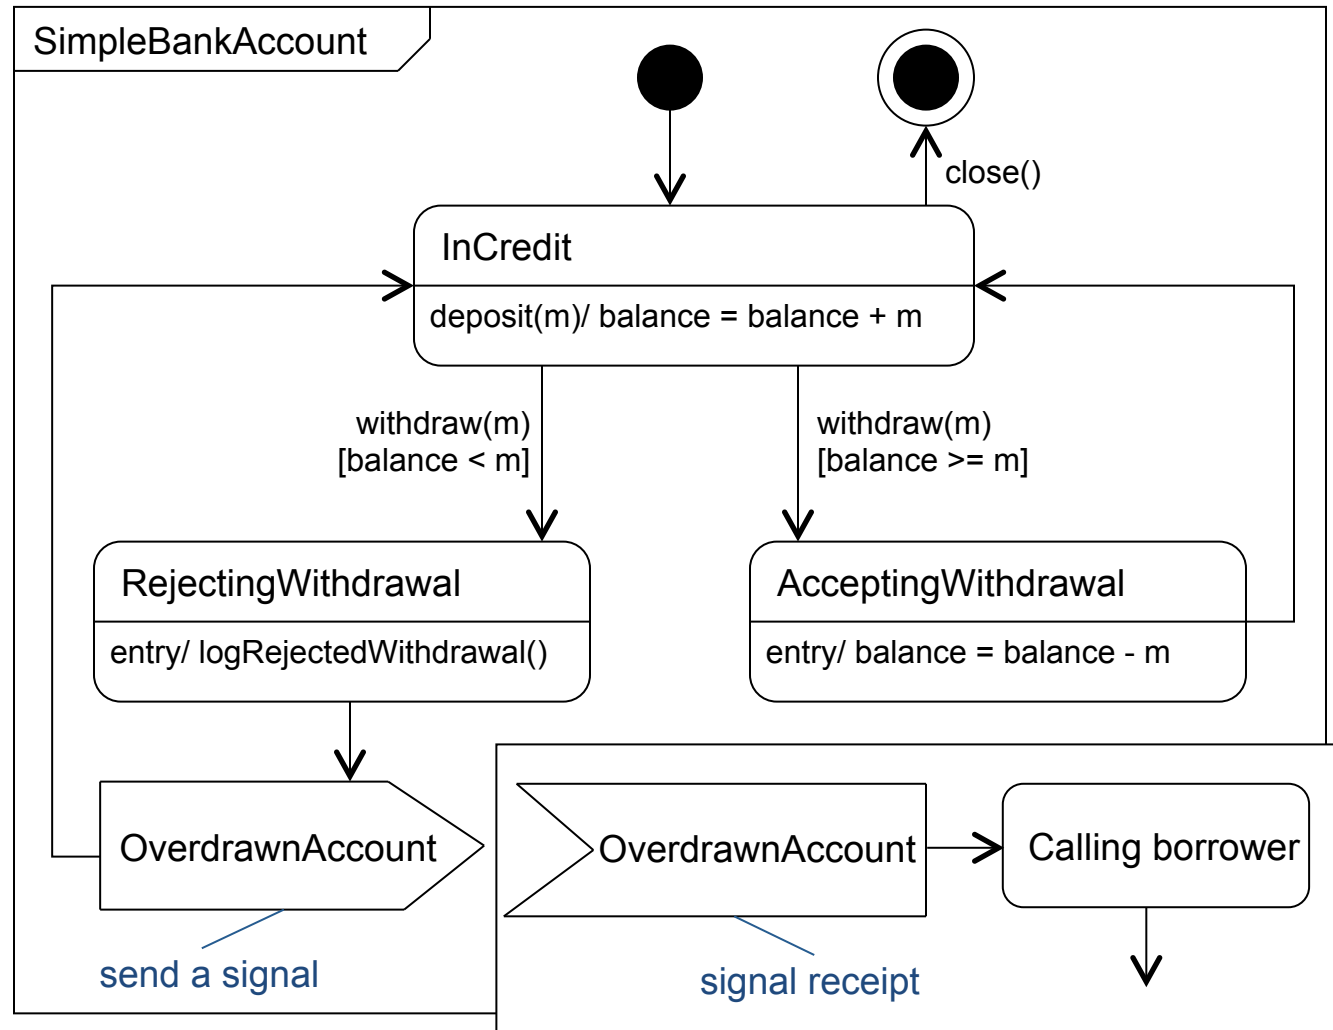 SimpleBankAccount
close()
InCredit
deposit(m)/ balance = balance + m
withdraw(m)
[balance < m]
withdraw(m)
[balance >= m]
RejectingWithdrawal
entry/ logRejectedWithdrawal()
AcceptingWithdrawal
entry/ balance = balance - m
OverdrawnAccount
OverdrawnAccount
Calling borrower
send a signal
signal receipt